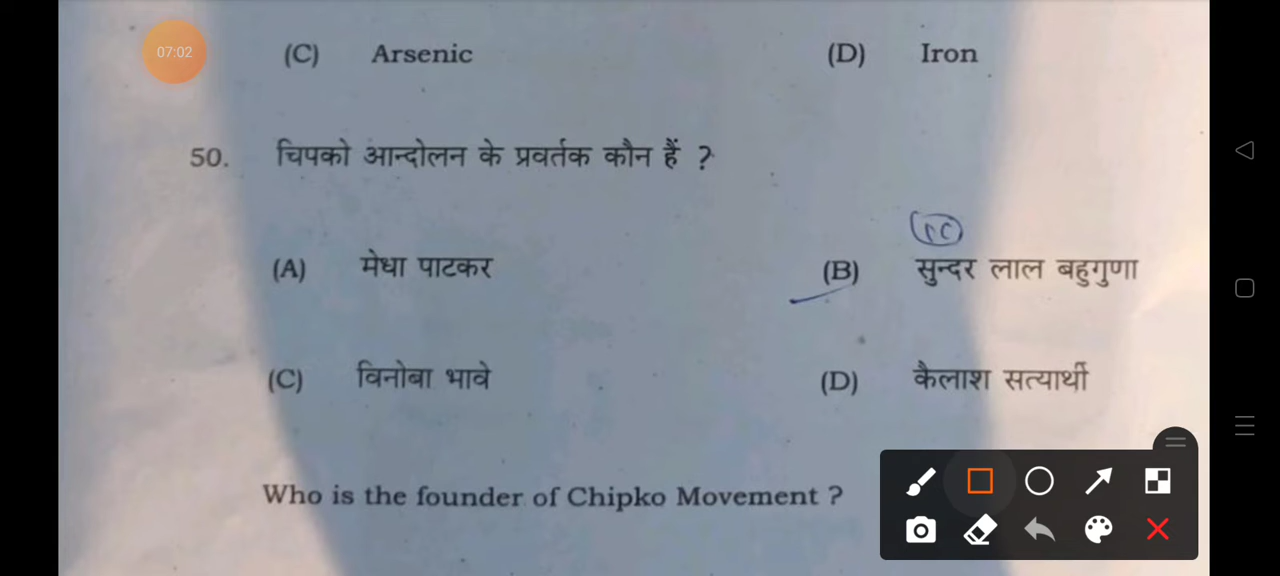 07:02
(C) Arsenic (D) Iron
50. चिपको आन्दोलन के प्रवर्तक कौन हैं ?
(A) मेधा पाटकर (B) सुन्दर लाल बहुगुणा
(C) विनोबा भावे (D) कैलाश सत्यार्थी
Who is the founder of Chipko Movement ?